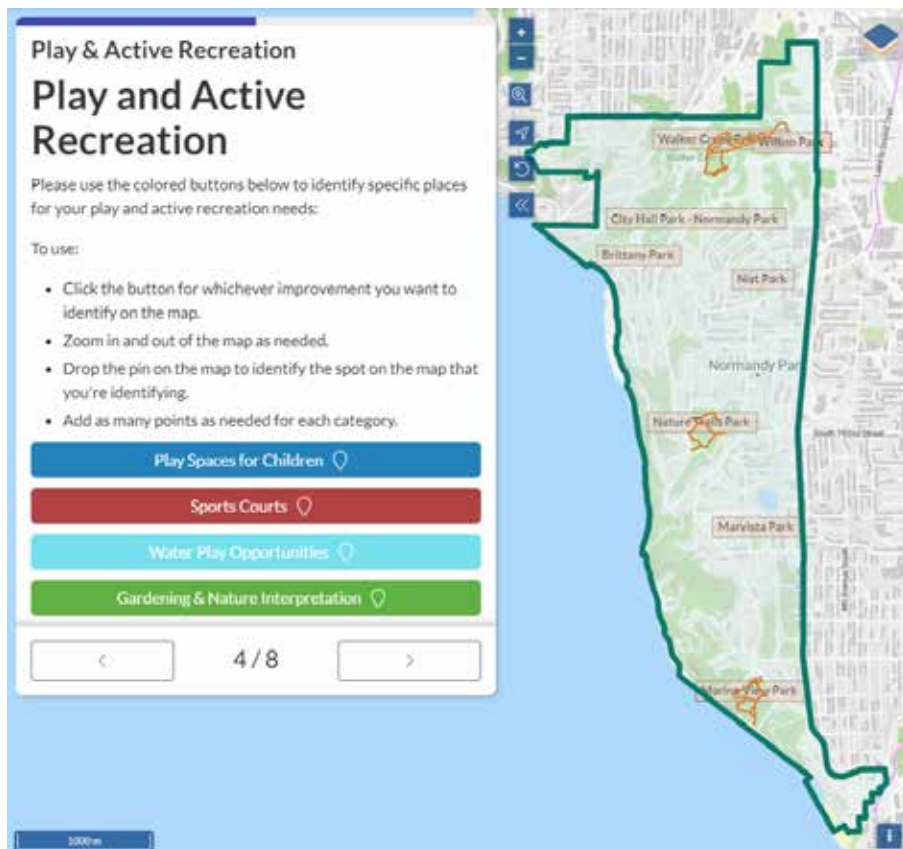 Play & Active Recreation
Play and Active
Recreation
Please use the colored buttons below to identify specific places
for your play and active recreation needs:
To use:
• Click the button for whichever improvement you want to
identify on the map.
• Zoom in and out of the map as needed.
• Drop the pin on the map to identify the spot on the map that
you're identifying.
• Add as many points as needed for each category.
Play Spaces for Children
Sports Courts
Water Play Opportunities
Gardening & Nature Interpretation
< 4 / 8 >
+
−
Walker
Wilson Park
City Hall Park - Normandy Park
Brittany Park
Nist Park
Normandy Par
Nature Trails Park
Marvista Park
Marine View Park
1000 m
i